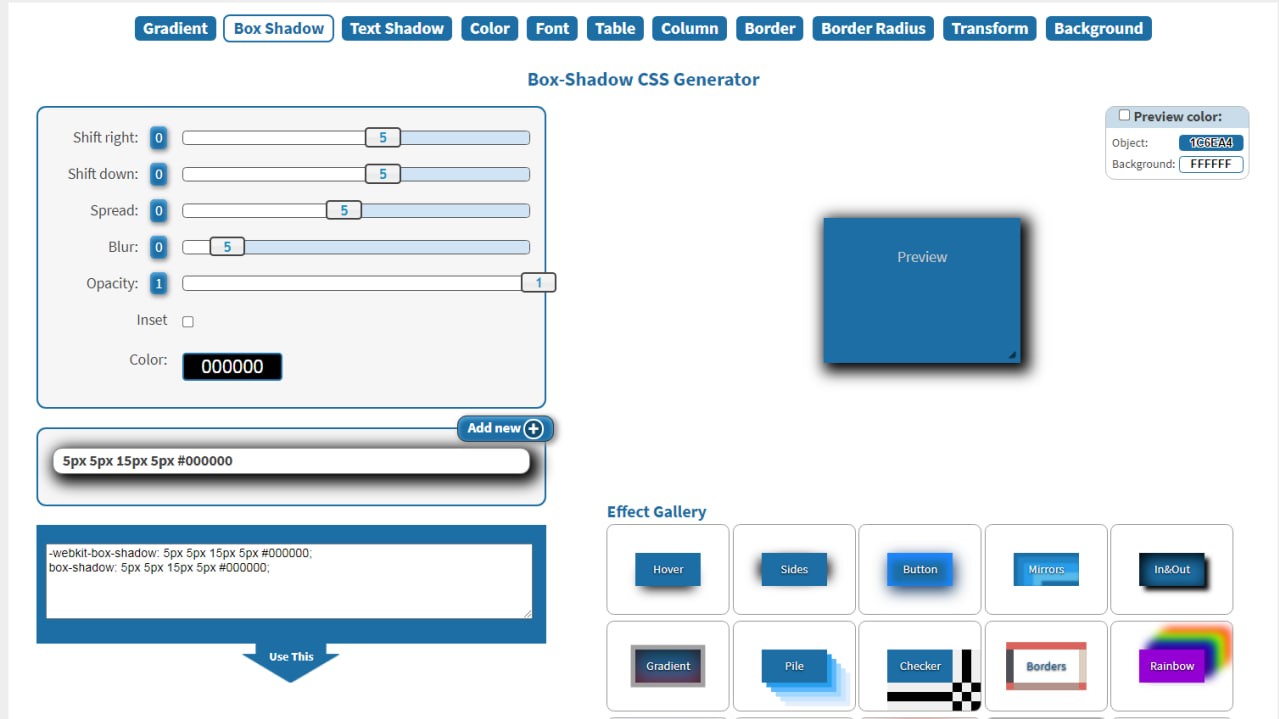 Gradient Box Shadow Text Shadow Color Font Table Column Border Border Radius Transform Background
Box-Shadow CSS Generator
Shift right: 0 5
Shift down: 0 5
Spread: 0 5
Blur: 0 5
Opacity: 1 1
Inset
Color: 000000
Add new
5px 5px 15px 5px #000000
-webkit-box-shadow: 5px 5px 15px 5px #000000;
box-shadow: 5px 5px 15px 5px #000000;
Use This
Preview color:
Object: 1C6EA4
Background: FFFFFF
Preview
Effect Gallery
Hover Sides Button Mirrors In&Out
Gradient Pile Checker Borders Rainbow